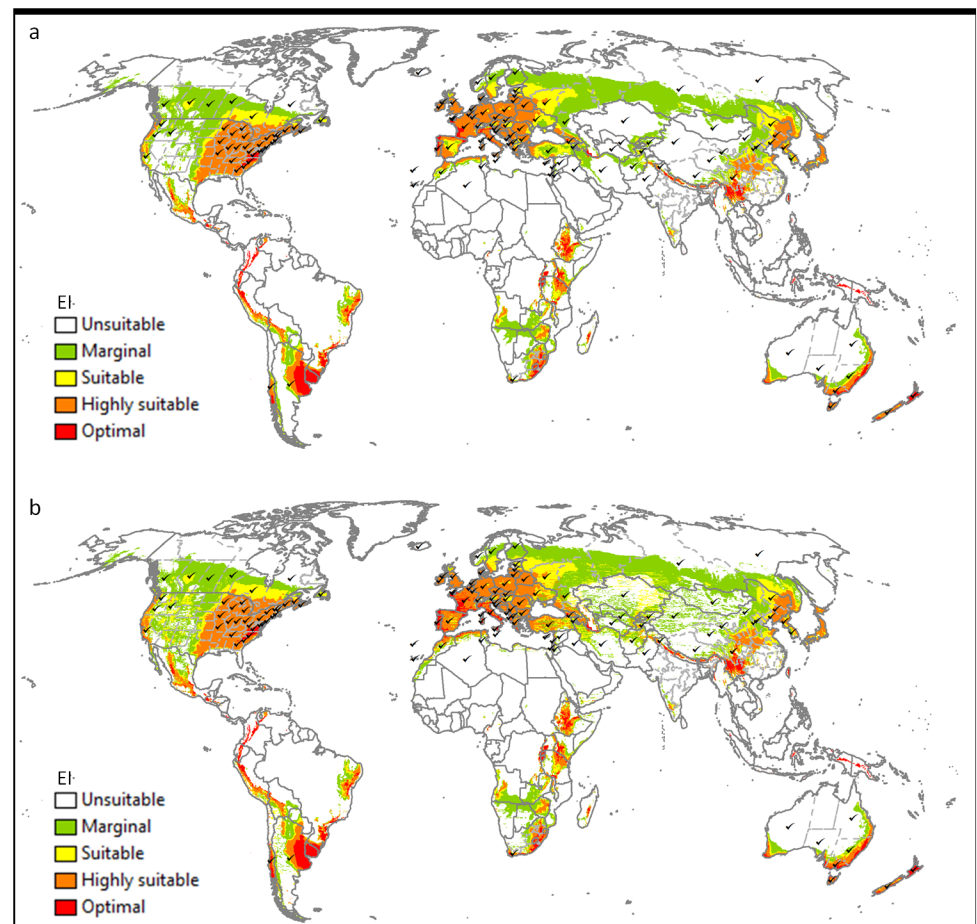 a
EI
Unsuitable
Marginal
Suitable
Highly suitable
Optimal
b
EI
Unsuitable
Marginal
Suitable
Highly suitable
Optimal